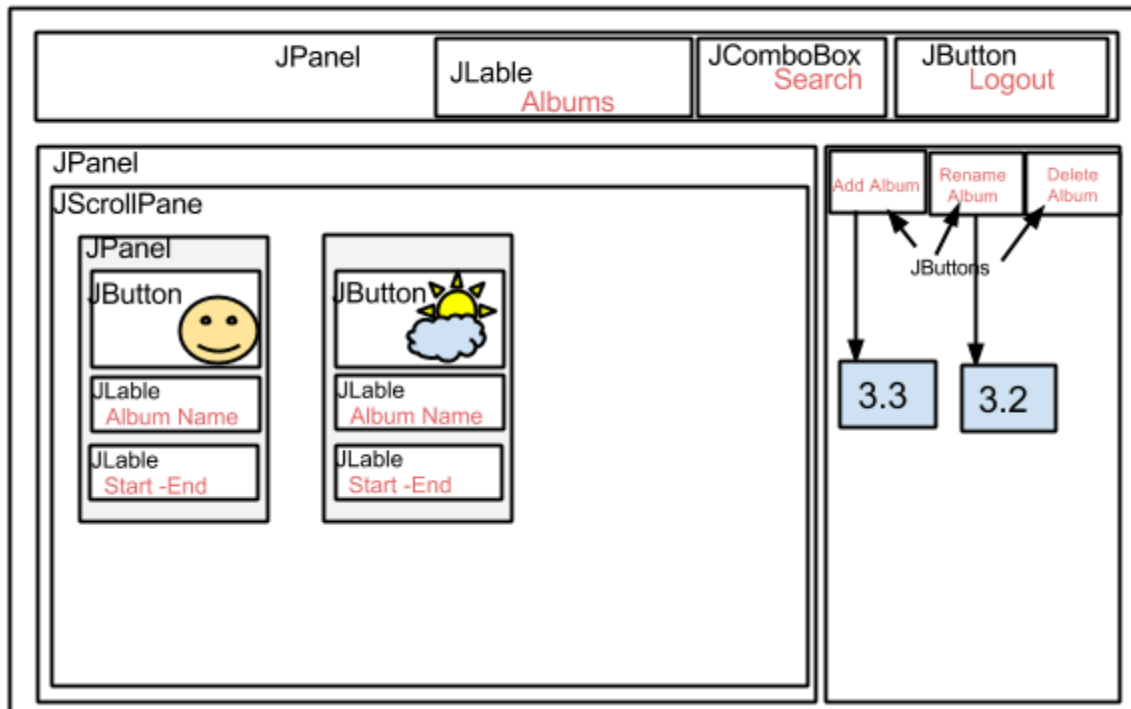 JPanel
JLable
Albums
JComboBox
Search
JButton
Logout
JPanel
JScrollPane
JPanel
JButton
JLable
Album Name
JLable
Start -End
JButton
JLable
Album Name
JLable
Start -End
Add Album
Rename
Album
Delete
Album
JButtons
3.3
3.2